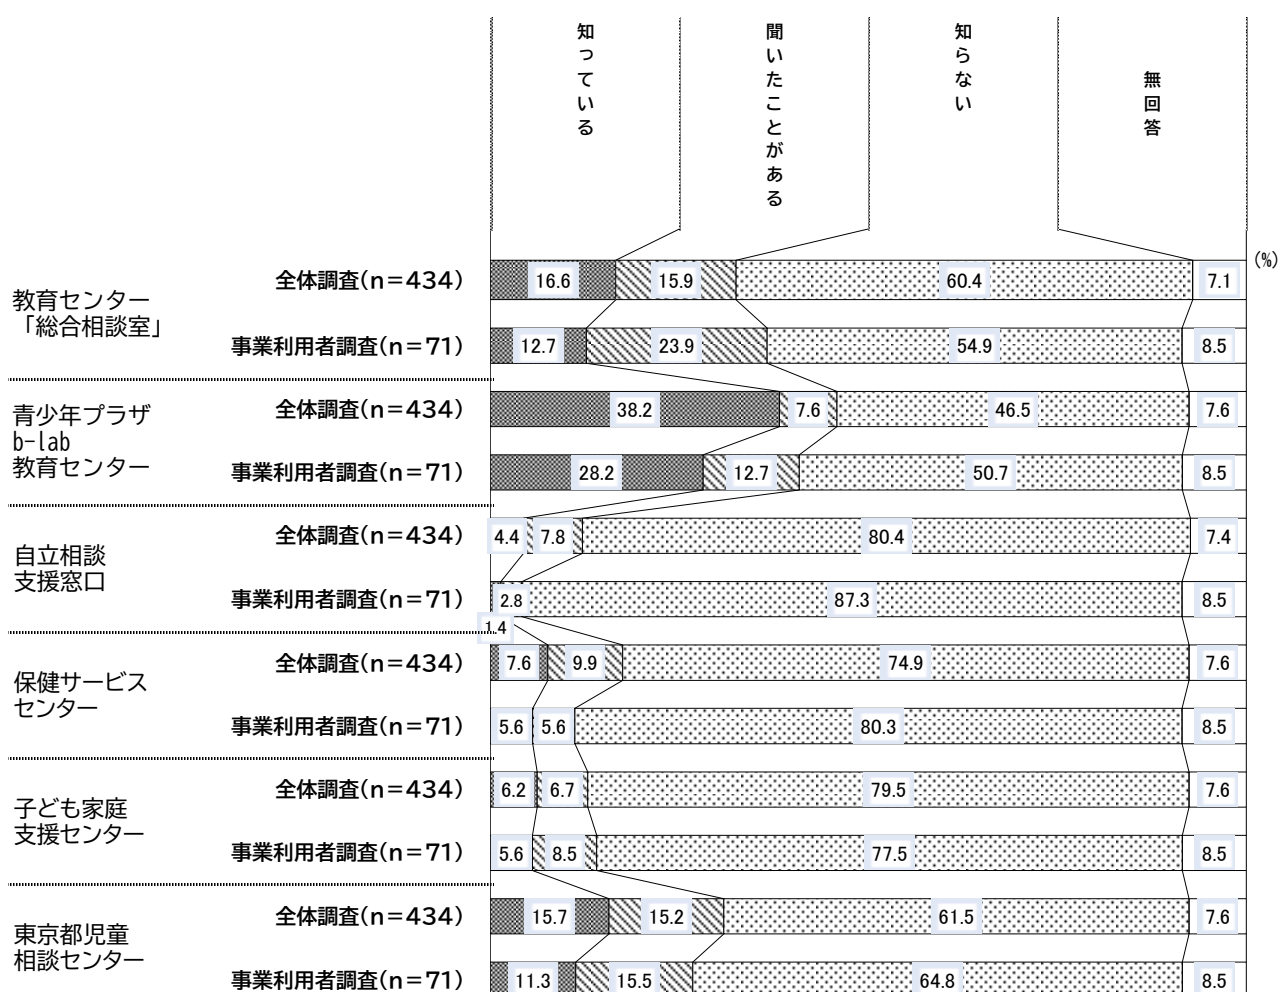 知っている
聞いたことがある
知らない
無回答
(%)
教育センター
「総合相談室」
全体調査(n=434)
16.6
15.9
60.4
7.1
事業利用者調査(n=71)
12.7
23.9
54.9
8.5
青少年プラザ
b-lab
教育センター
全体調査(n=434)
38.2
7.6
46.5
7.6
事業利用者調査(n=71)
28.2
12.7
50.7
8.5
自立相談
支援窓口
全体調査(n=434)
4.4
7.8
80.4
7.4
事業利用者調査(n=71)
1.4
2.8
87.3
8.5
保健サービス
センター
全体調査(n=434)
7.6
9.9
74.9
7.6
事業利用者調査(n=71)
5.6
5.6
80.3
8.5
子ども家庭
支援センター
全体調査(n=434)
6.2
6.7
79.5
7.6
事業利用者調査(n=71)
5.6
8.5
77.5
8.5
東京都児童
相談センター
全体調査(n=434)
15.7
15.2
61.5
7.6
事業利用者調査(n=71)
11.3
15.5
64.8
8.5